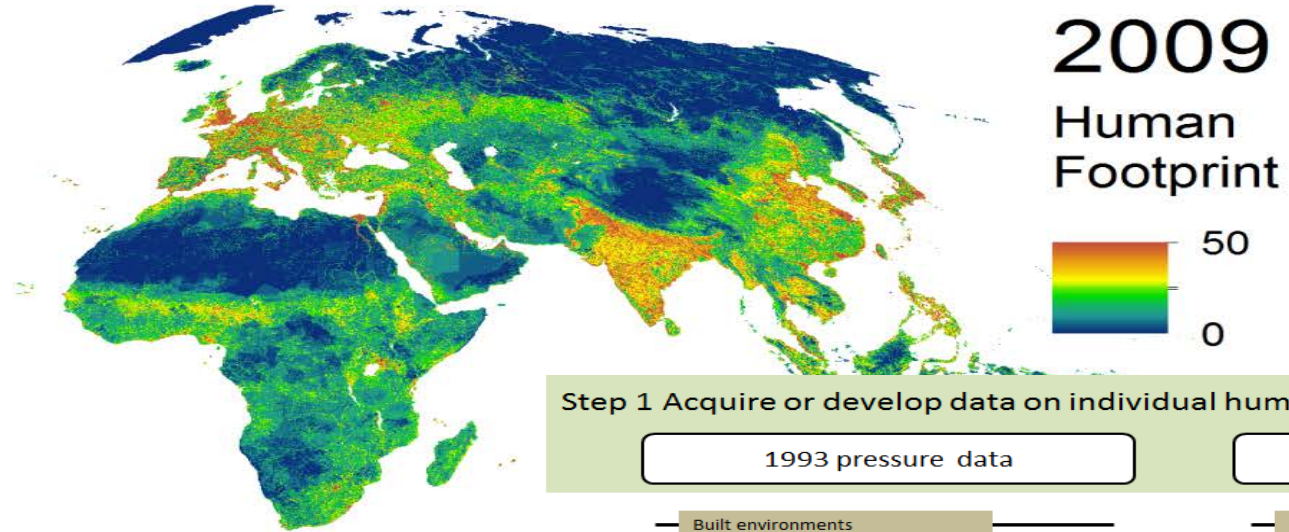 2009
Human
Footprint
50
0
Step 1 Acquire or develop data on individual hum
1993 pressure data
Built environments